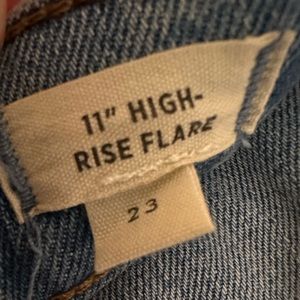 11" HIGH-
RISE FLARE
23